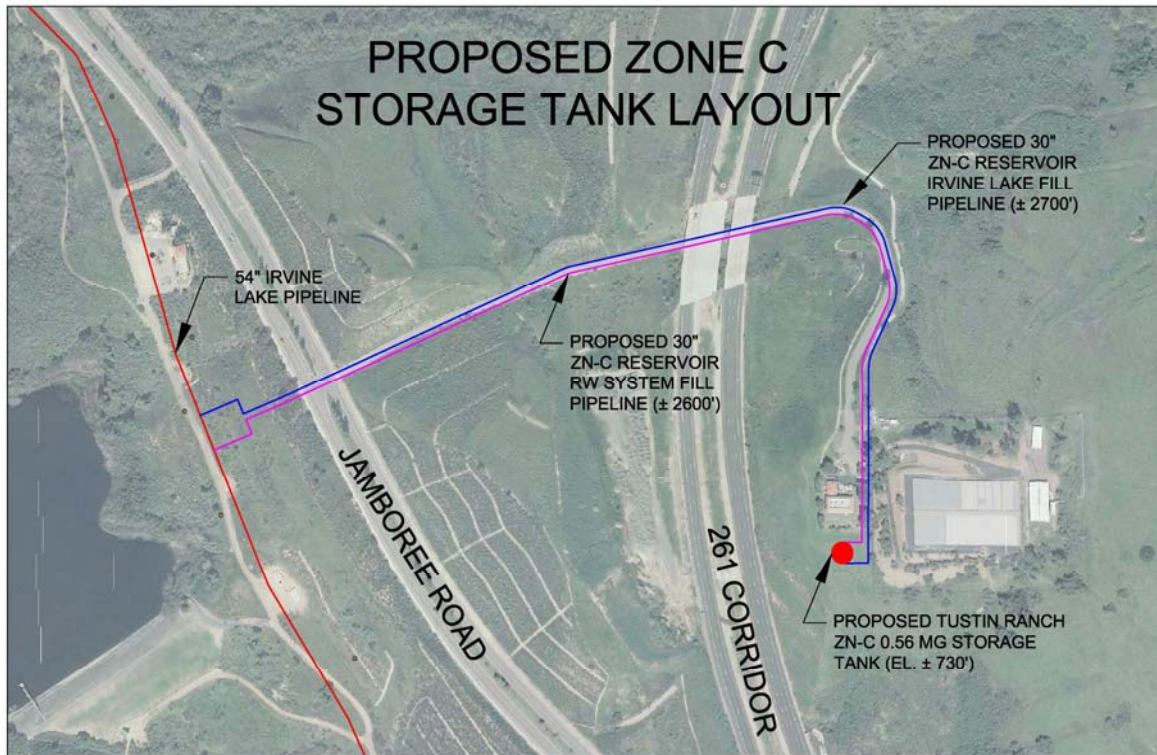 PROPOSED ZONE C
STORAGE TANK LAYOUT
PROPOSED 30"
ZN-C RESERVOIR
IRVINE LAKE FILL
PIPELINE (± 2700')
54" IRVINE
LAKE PIPELINE
PROPOSED 30"
ZN-C RESERVOIR
RW SYSTEM FILL
PIPELINE (± 2600')
JAMBOREE ROAD
261 CORRIDOR
PROPOSED TUSTIN RANCH
ZN-C 0.56 MG STORAGE
TANK (EL. ± 730')